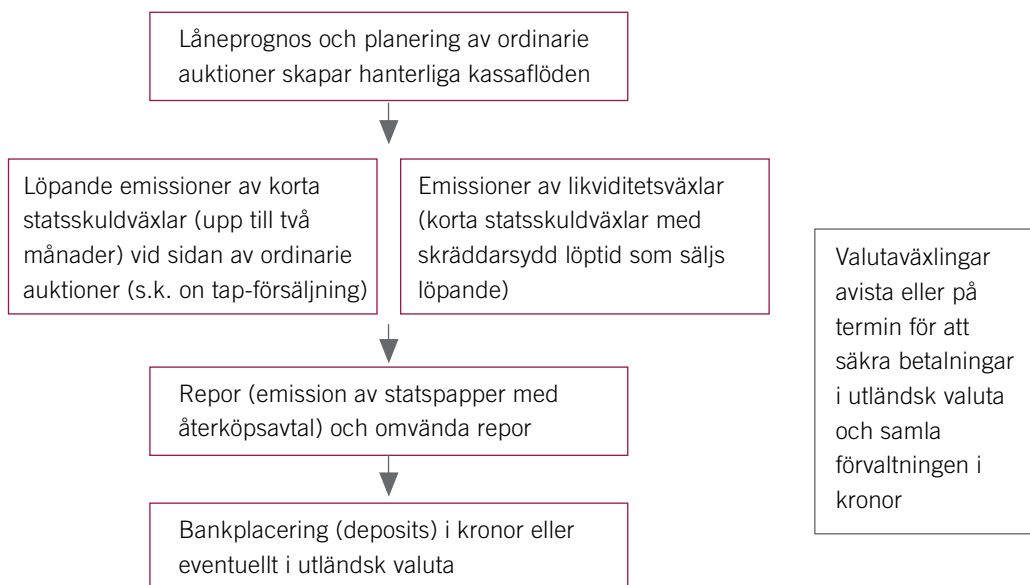 Låneprognos och planering av ordinarie
auktioner skapar hanterliga kassaflöden
Löpande emissioner av korta
statsskuldväxlar (upp till två
månader) vid sidan av ordinarie
auktioner (s.k. on tap-försäljning)
Emissioner av likviditetsväxlar
(korta statsskuldväxlar med
skräddarsydd löptid som säljs
löpande)
Repor (emission av statspapper med
återköpsavtal) och omvända repor
Bankplacering (deposits) i kronor eller
eventuellt i utländsk valuta
Valutaväxlingar
avista eller på
termin för att
säkra betalningar
i utländsk valuta
och samla
förvaltningen i
kronor